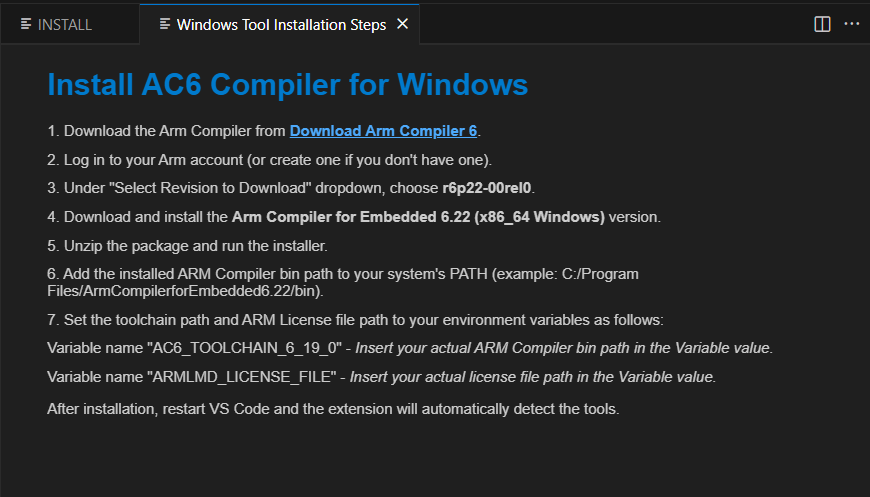 INSTALL
Windows Tool Installation Steps
Install AC6 Compiler for Windows
1. Download the Arm Compiler from Download Arm Compiler 6.
2. Log in to your Arm account (or create one if you don't have one).
3. Under "Select Revision to Download" dropdown, choose r6p22-00rel0.
4. Download and install the Arm Compiler for Embedded 6.22 (x86_64 Windows) version.
5. Unzip the package and run the installer.
6. Add the installed ARM Compiler bin path to your system's PATH (example: C:/Program
Files/ArmCompilerforEmbedded6.22/bin).
7. Set the toolchain path and ARM License file path to your environment variables as follows:
Variable name "AC6_TOOLCHAIN_6_19_0" - Insert your actual ARM Compiler bin path in the Variable value.
Variable name "ARMLMD_LICENSE_FILE" - Insert your actual license file path in the Variable value.
After installation, restart VS Code and the extension will automatically detect the tools.